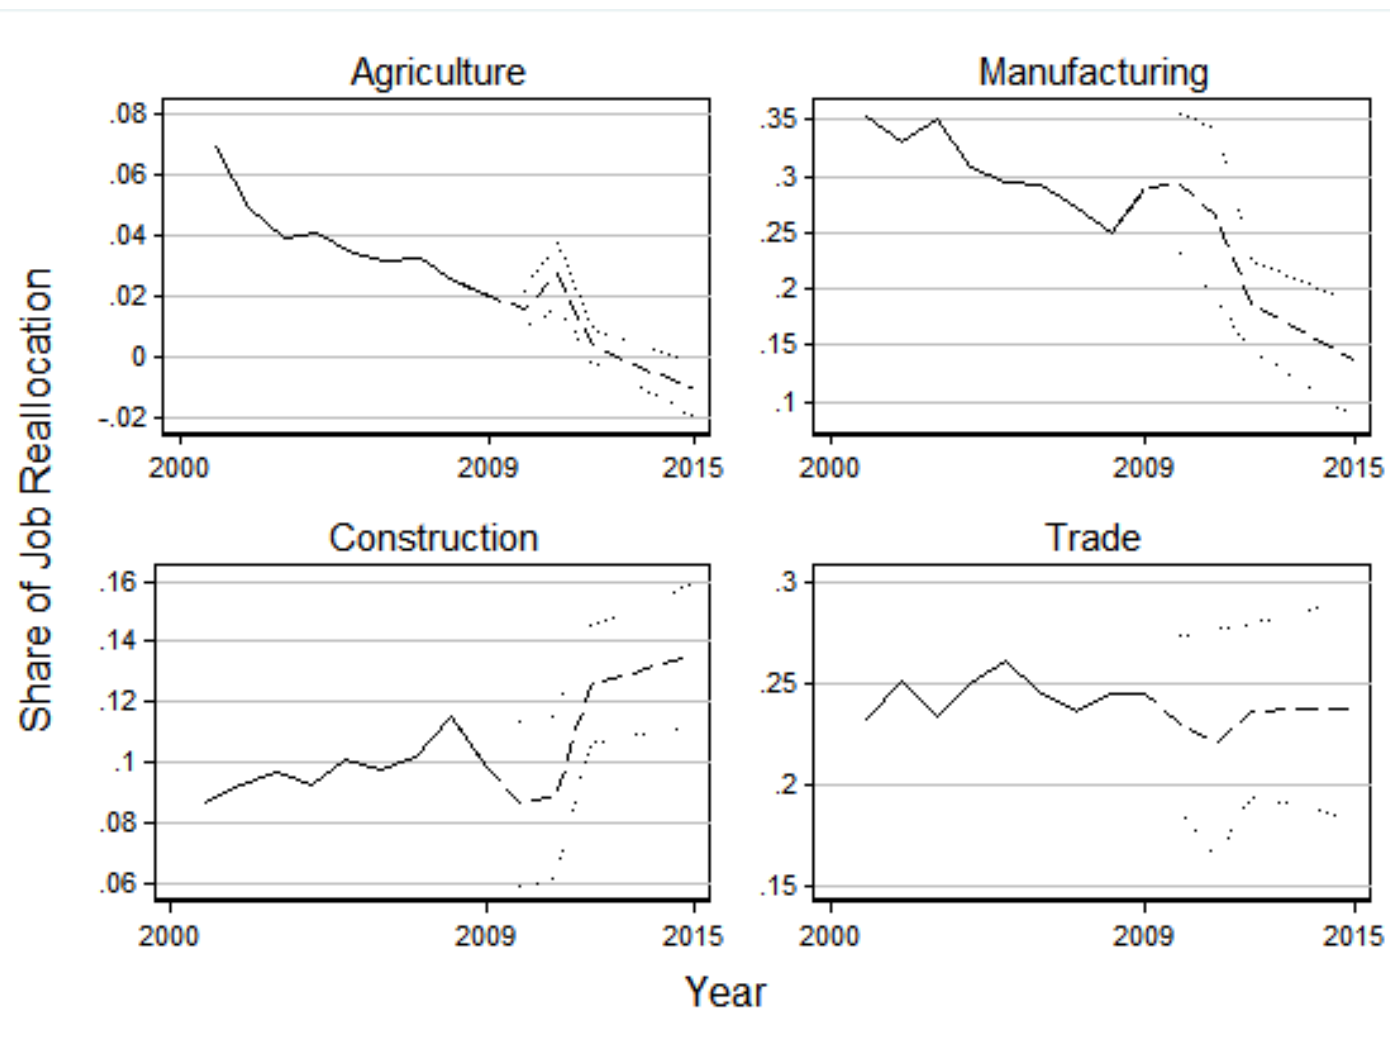 Share of Job Reallocation
Agriculture
.08
.06
.04
.02
0
-.02
2000 2009 2015
Manufacturing
.35
.3
.25
.2
.15
.1
2000 2009 2015
Construction
.16
.14
.12
.1
.08
.06
2000 2009 2015
Trade
.3
.25
.2
.15
2000 2009 2015
Year